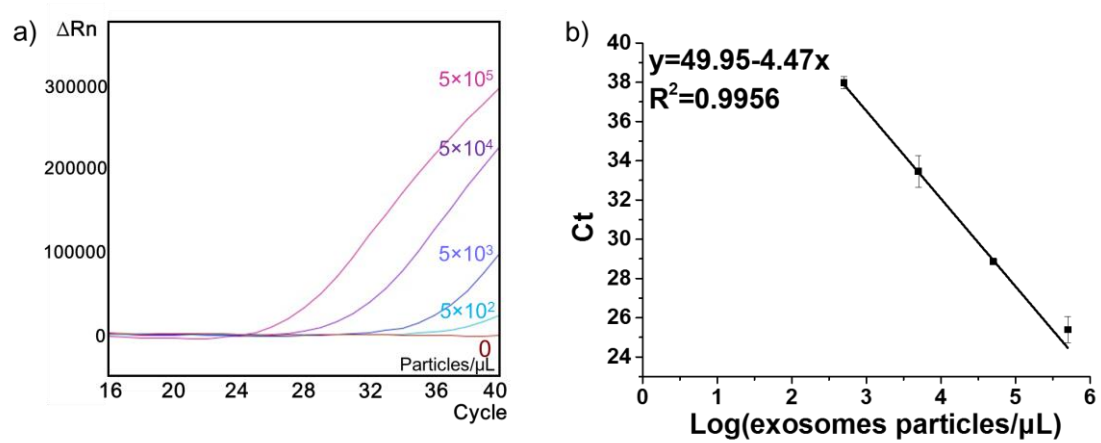 a)
ΔRn
300000
200000
100000
0
5×10⁵
5×10⁴
5×10³
5×10²
0
Particles/µL
16 20 24 28 32 36 40
Cycle
b)
y=49.95-4.47x
R²=0.9956
40
38
36
34
32
30
28
26
24
Ct
0 1 2 3 4 5 6
Log(exosomes particles/µL)